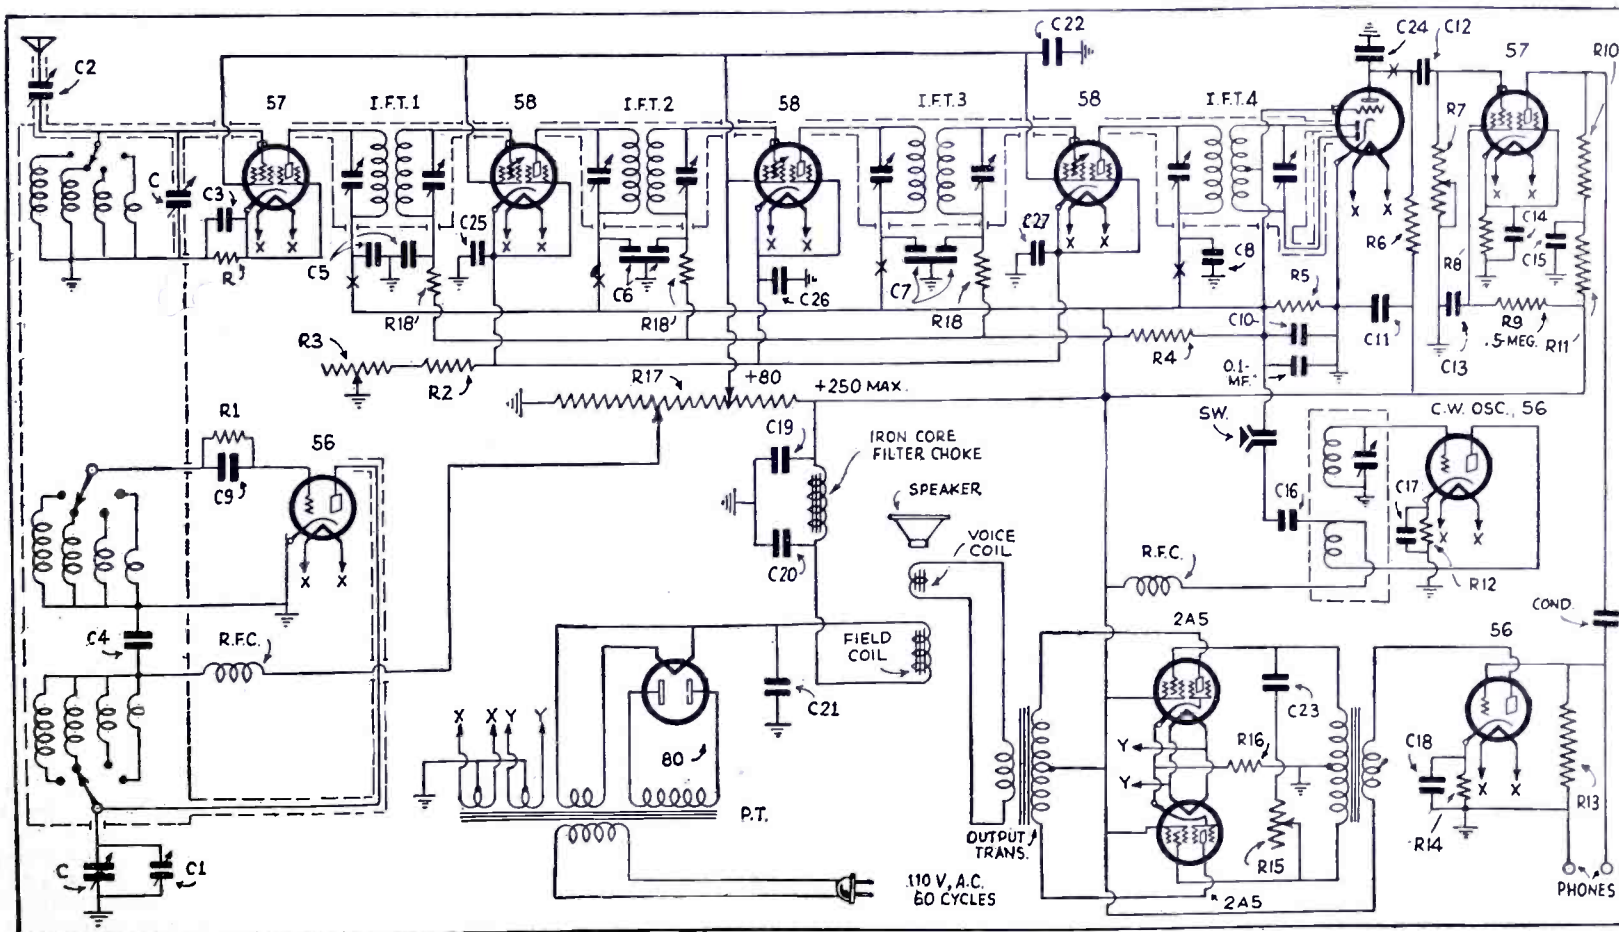 C22
C24
C12
57
R10
C2
57
I.F.T.1
58
I.F.T.2
58
I.F.T.3
58
I.F.T.4
R7
C
C3
X X
X X
X X
X X
X X
X X
R
C5
C25
C6
C26
C7
C27
C8
R6
R8
C14
C15
X
X
X
X
X
R18'
R18'
R18
R5
C10
C11
R9
.5-MEG.
R11
C13
R3
R2
R17
+80
+250 MAX.
R4
0.1-
MF.
R1
56
C9
C19
IRON CORE
FILTER CHOKE
SW.
C.W. OSC., 56
SPEAKER
C16
C17
X X
X X
C20
VOICE
COIL
R.F.C.
R12
C4
R.F.C.
FIELD
COIL
2A5
COND.
56
C21
C23
X X Y Y
80
Y
Y
R16
C18
X X
R13
P.T.
OUTPUT
TRANS.
R15
R14
C
C1
110 V., A.C.
60 CYCLES
2A5
PHONES